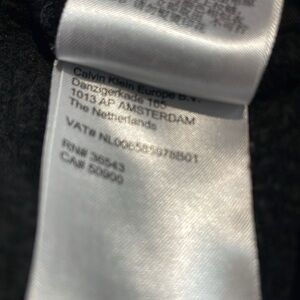 Calvin Klein Europe B.V.
Danzigerkade 165
1013 AP AMSTERDAM
The Netherlands
VAT# NL006585978B01
RN# 36543
CA# 50900